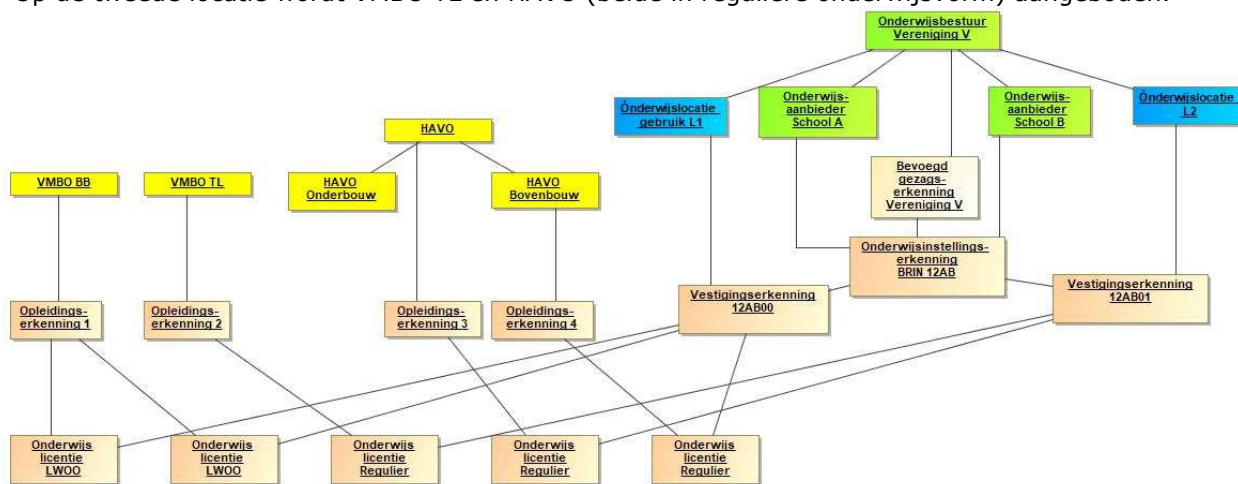 Op de tweede locatie wordt VMBO TL en HAVO (beide in reguliere onderwijsvorm) aangeboden.
Onderwijsbestuur
Vereniging V
Onderwijslocatie
gebruik L1
Onderwijs-
aanbieder
School A
Onderwijs-
aanbieder
School B
Onderwijslocatie
L2
HAVO
VMBO BB
VMBO TL
HAVO
Onderbouw
HAVO
Bovenbouw
Bevoegd
gezags-
erkenning
Vereniging V
Onderwijsinstellings-
erkenning
BRIN 12AB
Vestigingserkenning
12AB00
Vestigingserkenning
12AB01
Opleidings-
erkenning 1
Opleidings-
erkenning 2
Opleidings-
erkenning 3
Opleidings-
erkenning 4
Onderwijs
licentie
LWOO
Onderwijs
licentie
LWOO
Onderwijs
licentie
Regulier
Onderwijs
licentie
Regulier
Onderwijs
licentie
Regulier